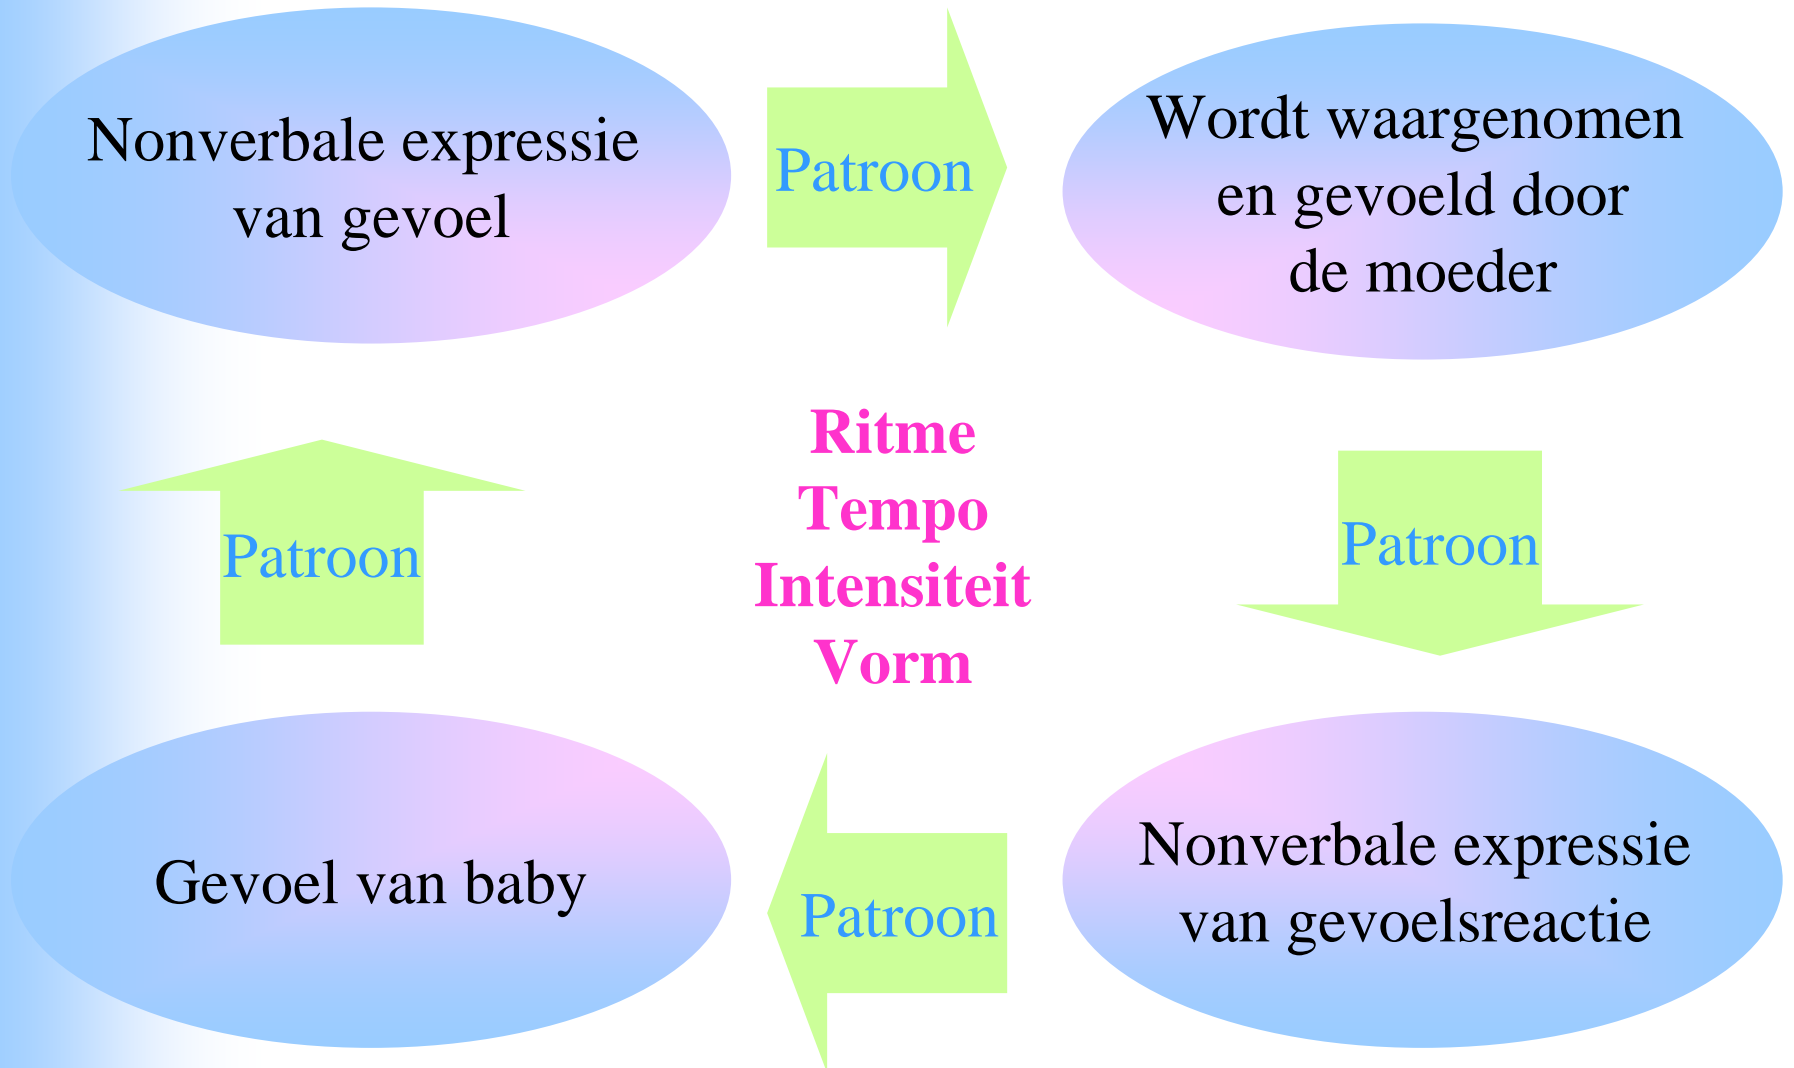 Nonverbale expressie
van gevoel
Patroon
Wordt waargenomen
en gevoeld door
de moeder
Ritme
Tempo
Intensiteit
Vorm
Patroon
Patroon
Gevoel van baby
Patroon
Nonverbale expressie
van gevoelsreactie